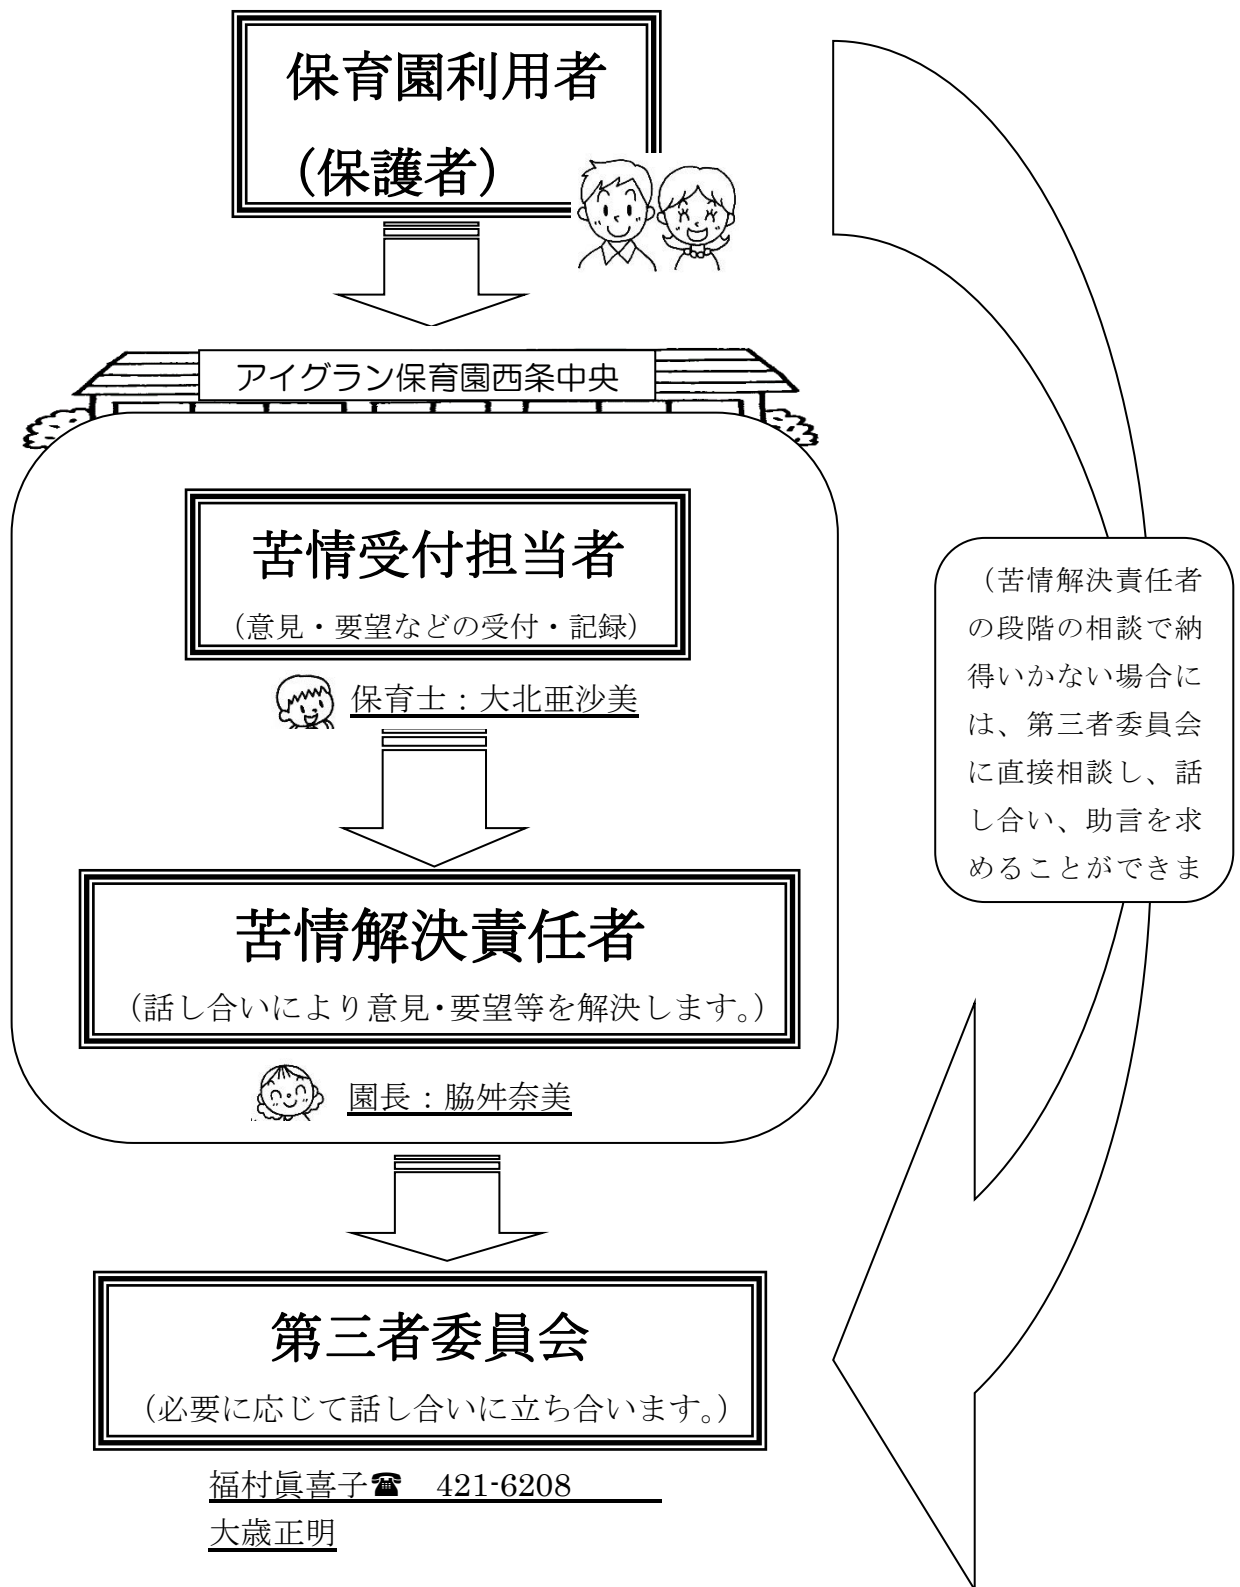 保育園利用者
（保護者）
アイグラン保育園西条中央
苦情受付担当者
（意見・要望などの受付・記録）
保育士：大北亜沙美
（苦情解決責任者
の段階の相談で納
得いかない場合に
は、第三者委員会
に直接相談し、話
し合い、助言を求
めることができま
苦情解決責任者
（話し合いにより意見・要望等を解決します。）
園長：脇舛奈美
第三者委員会
（必要に応じて話し合いに立ち合います。）
福村眞喜子☎　421-6208
大歳正明